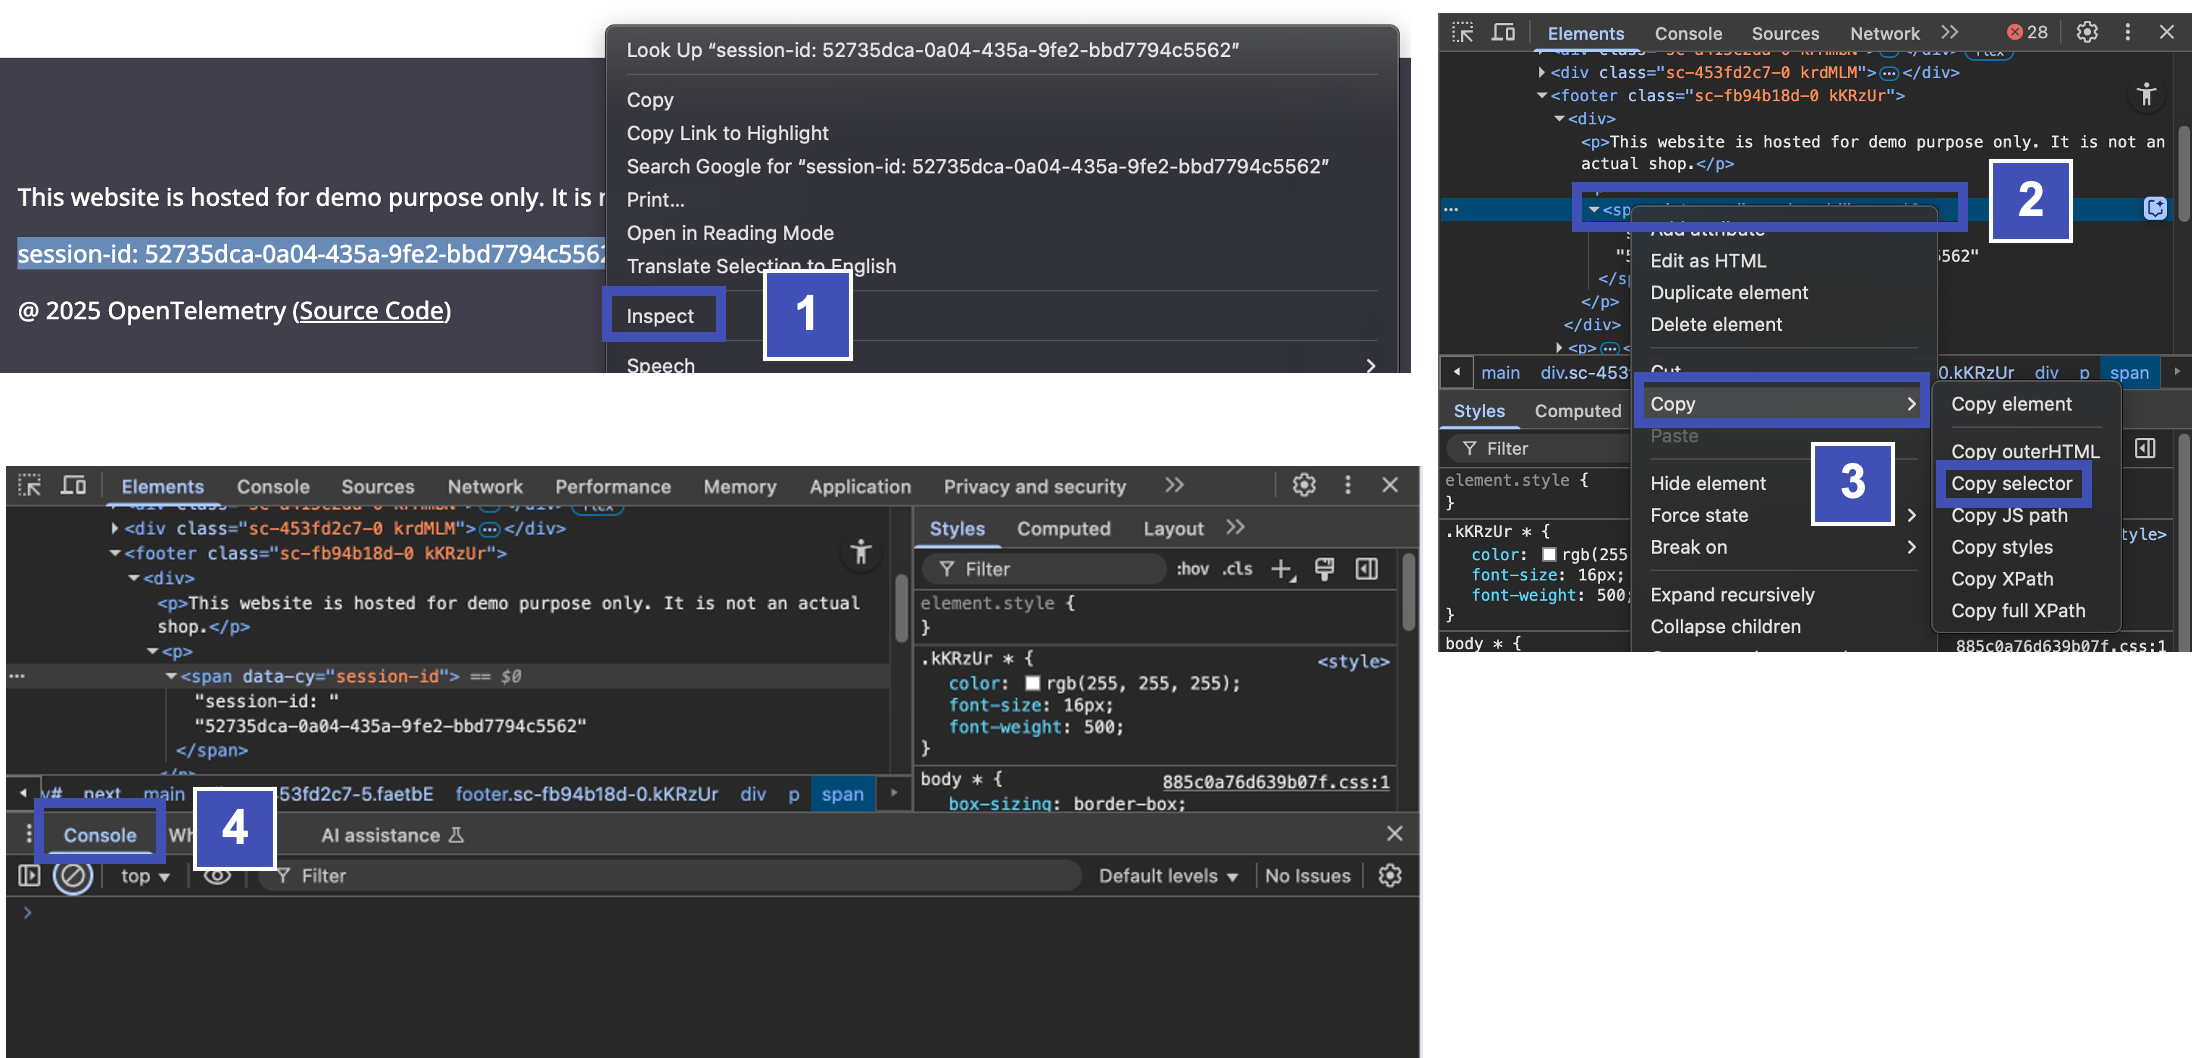 Look Up “session-id: 52735dca-0a04-435a-9fe2-bbd7794c5562”
Copy
Copy Link to Highlight
Search Google for “session-id: 52735dca-0a04-435a-9fe2-bbd7794c5562”
Print...
Open in Reading Mode
Translate Selection to English
Inspect
1
Speech
This website is hosted for demo purpose only. It is
session-id: 52735dca-0a04-435a-9fe2-bbd7794c5562
@ 2025 OpenTelemetry (Source Code)
Elements Console Sources Network 28
<div class="sc-453fd2c7-0 krdMLM"> </div>
<footer class="sc-fb94b18d-0 kKRzUr">
<div>
<p>This website is hosted for demo purpose only. It is not an
actual shop.</p>
2
Add attribute
Edit as HTML
Duplicate element
Delete element
Cut
Copy
Paste
Hide element
Force state
Break on
Expand recursively
Collapse children
3
Copy element
Copy outerHTML
Copy selector
Copy JS path
Copy styles
Copy XPath
Copy full XPath
</p>
</div>
<p>
main div.sc-453 0.kKRzUr div p span
Styles Computed
Filter
element.style {
}
.kKRzUr * {
color: rgb(255
font-size: 16px;
font-weight: 500;
}
body * { 885c0a76d639b07f.css:1
Elements Console Sources Network Performance Memory Application Privacy and security
<div class="sc-453fd2c7-0 krdMLM"> </div>
<footer class="sc-fb94b18d-0 kKRzUr">
<div>
<p>This website is hosted for demo purpose only. It is not an actual
shop.</p>
<p>
<span data-cy="session-id"> == $0
"session-id: "
"52735dca-0a04-435a-9fe2-bbd7794c5562"
</span>
next main 53fd2c7-5.faetbE footer.sc-fb94b18d-0.kKRzUr div p span
Styles Computed Layout
Filter :hov .cls
element.style {
}
.kKRzUr * { <style>
color: rgb(255, 255, 255);
font-size: 16px;
font-weight: 500;
}
body * { 885c0a76d639b07f.css:1
box-sizing: border-box;
Console 4 AI assistance
top Filter Default levels No Issues